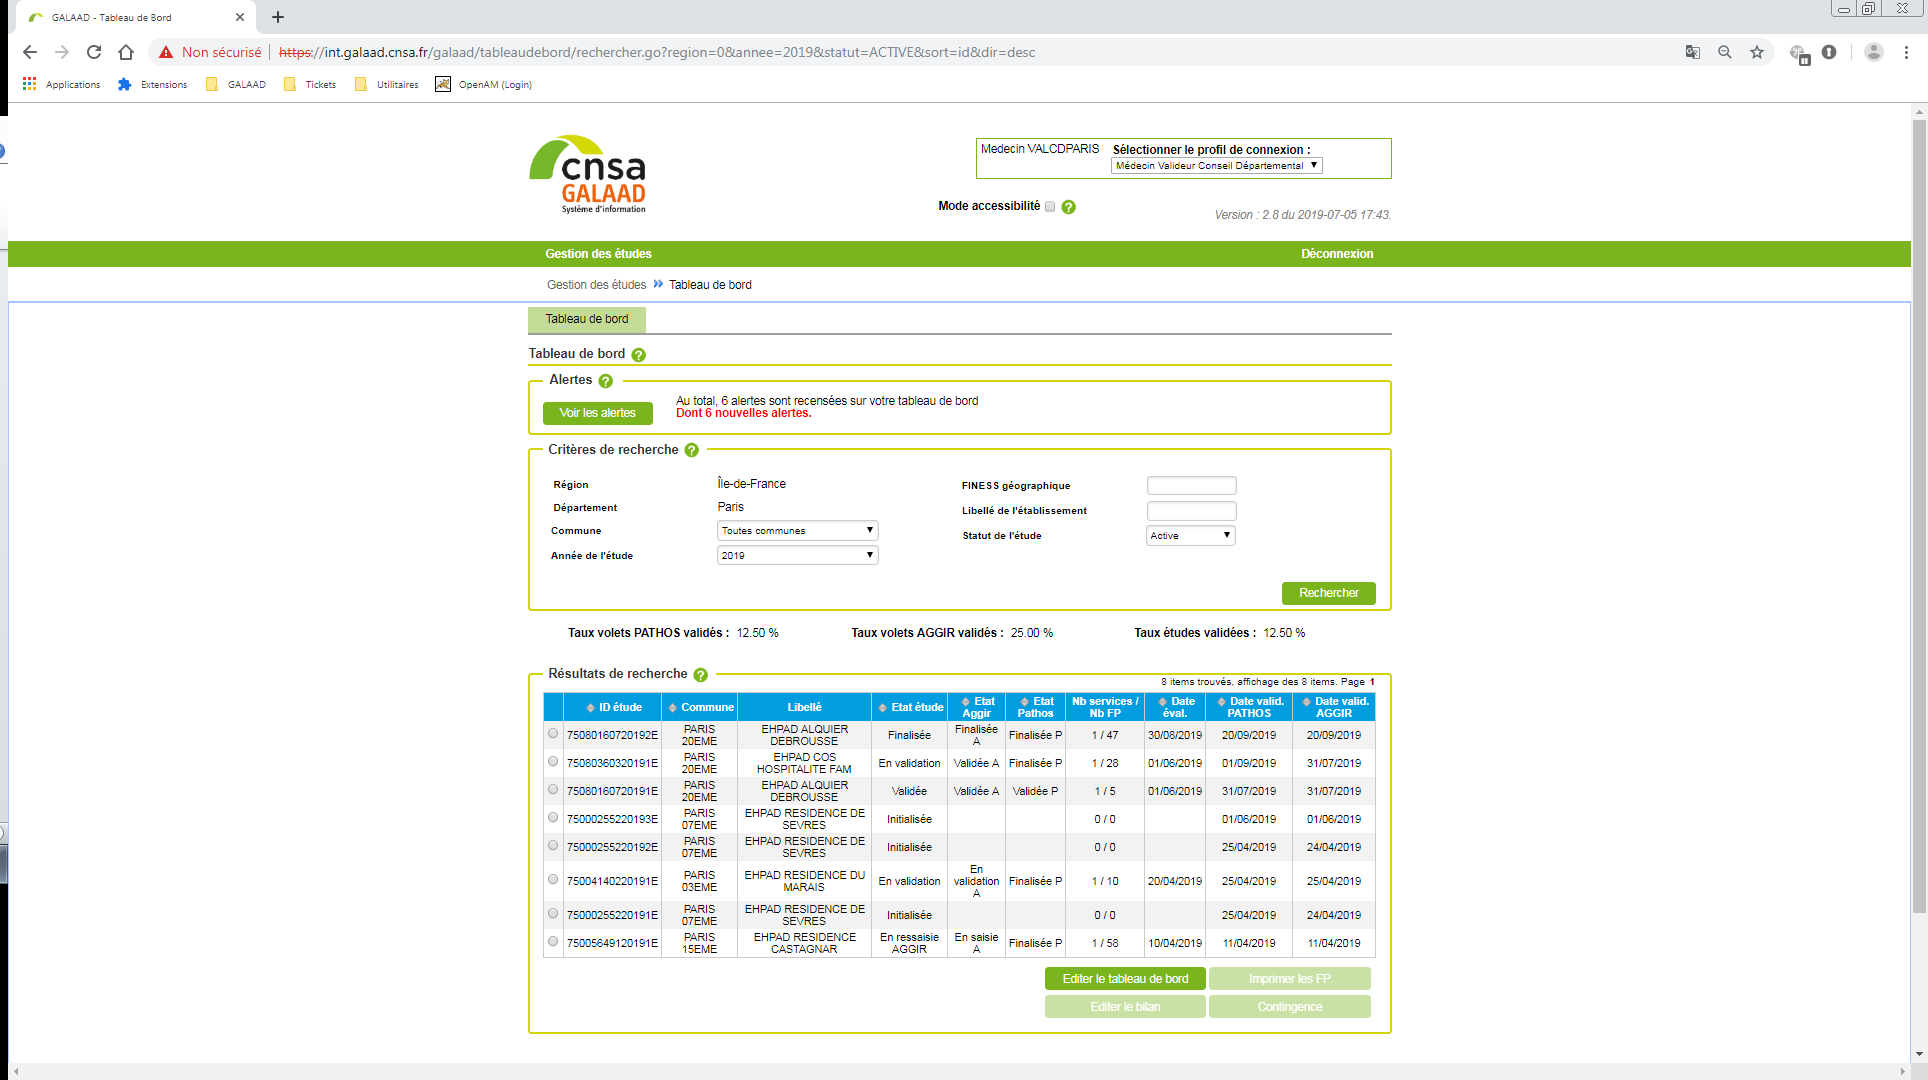 GALAAD - Tableau de Bord
Non sécurisé https://int.galaad.cnsa.fr/galaad/tableaudebord/rechercher.go?region=0&annee=2019&statut=ACTIVE&sort=id&dir=desc
Applications Extensions GALAAD Tickets Utilitaires OpenAM (Login)
cnsa
GALAAD
Système d'information
Medecin VALCDPARIS Sélectionner le profil de connexion :
Médecin Valideur Conseil Départemental
Mode accessibilité ?
Version : 2.8 du 2019-07-05 17:43.
Gestion des études Déconnexion
Gestion des études » Tableau de bord
Tableau de bord
Tableau de bord ?
Alertes ?
Voir les alertes
Au total, 6 alertes sont recensées sur votre tableau de bord
Dont 6 nouvelles alertes.
Critères de recherche ?
Région Île-de-France FINESS géographique
Département Paris Libellé de l'établissement
Commune Toutes communes Statut de l'étude Active
Année de l'étude 2019
Rechercher
Taux volets PATHOS validés : 12.50 % Taux volets AGGIR validés : 25.00 % Taux études validées : 12.50 %
Résultats de recherche ?
8 items trouvés, affichage des 8 items. Page 1
ID étude Commune Libellé Etat étude Etat Aggir Etat Pathos Nb services / Nb FP Date éval. Date valid. PATHOS Date valid. AGGIR
75080160720192E PARIS 20EME EHPAD ALQUIER DEBROUSSE Finalisée Finalisée A Finalisée P 1 / 47 30/08/2019 20/09/2019 20/09/2019
75080360320191E PARIS 20EME EHPAD COS HOSPITALITE FAM En validation Validée A Finalisée P 1 / 28 01/06/2019 01/09/2019 31/07/2019
75080160720191E PARIS 20EME EHPAD ALQUIER DEBROUSSE Validée Validée A Validée P 1 / 5 01/06/2019 31/07/2019 31/07/2019
75000255220193E PARIS 07EME EHPAD RESIDENCE DE SEVRES Initialisée 0 / 0 01/06/2019 01/06/2019
75000255220192E PARIS 07EME EHPAD RESIDENCE DE SEVRES Initialisée 0 / 0 25/04/2019 24/04/2019
75004140220191E PARIS 03EME EHPAD RESIDENCE DU MARAIS En validation En validation A Finalisée P 1 / 10 20/04/2019 25/04/2019 25/04/2019
75000255220191E PARIS 07EME EHPAD RESIDENCE DE SEVRES Initialisée 0 / 0 25/04/2019 24/04/2019
75005649120191E PARIS 15EME EHPAD RESIDENCE CASTAGNAR En ressaisie AGGIR En saisie A Finalisée P 1 / 58 10/04/2019 11/04/2019 11/04/2019
Editer le tableau de bord Imprimer les FP
Editer le bilan Contingence